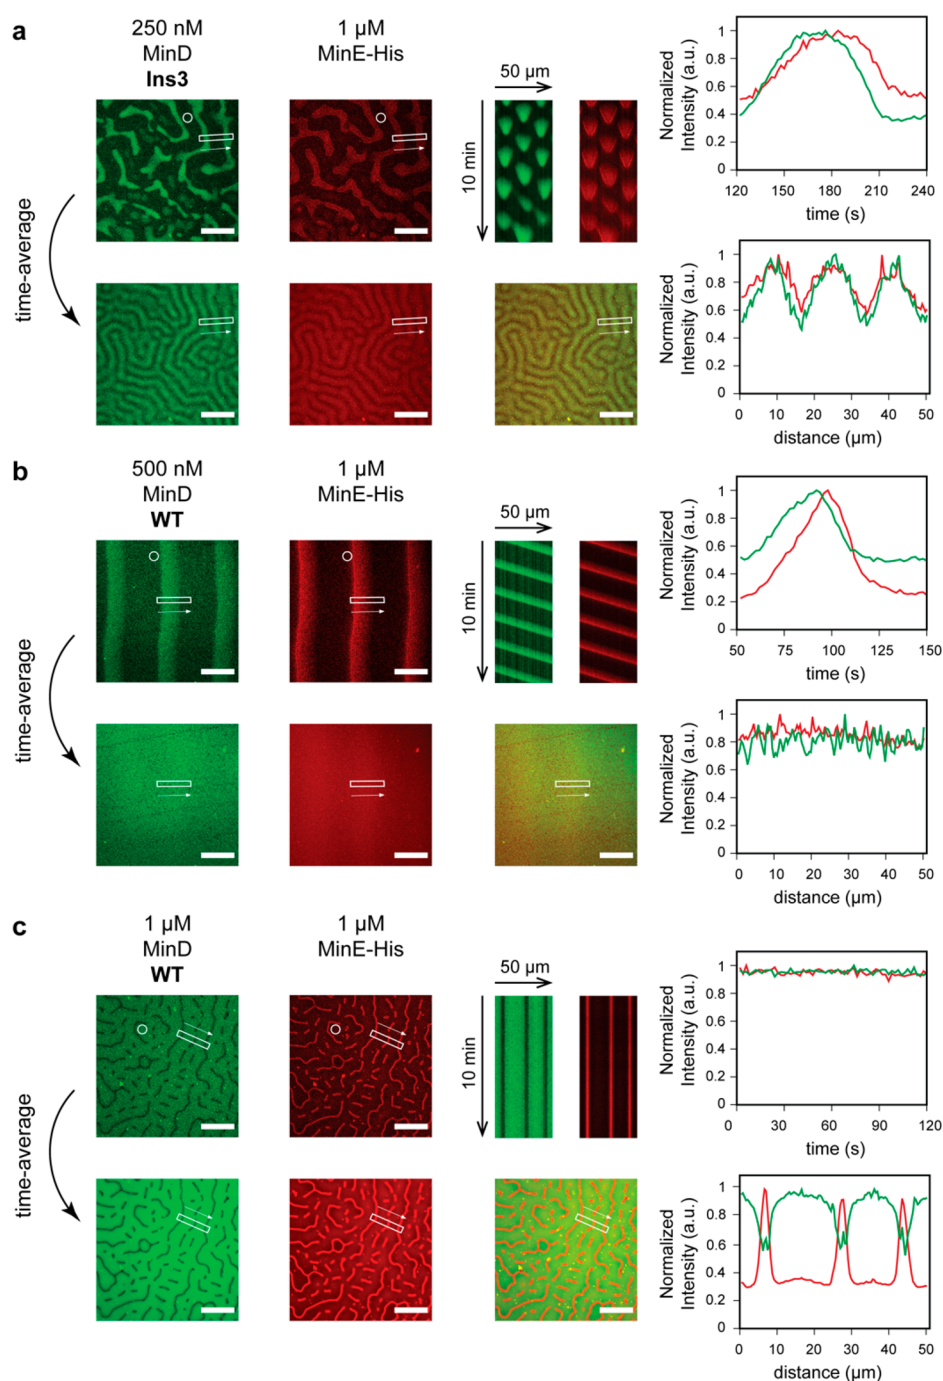 a
250 nM
MinD
Ins3
1 µM
MinE-His
50 µm
10 min
time-average
Normalized
Intensity (a.u.)
1
0.8
0.6
0.4
0.2
0
120
150
180
210
240
time (s)
Normalized
Intensity (a.u.)
1
0.8
0.6
0.4
0.2
0
0
10
20
30
40
50
distance (µm)
b
500 nM
MinD
WT
1 µM
MinE-His
50 µm
10 min
time-average
Normalized
Intensity (a.u.)
1
0.8
0.6
0.4
0.2
0
50
75
100
125
150
time (s)
Normalized
Intensity (a.u.)
1
0.8
0.6
0.4
0.2
0
0
10
20
30
40
50
distance (µm)
c
1 µM
MinD
WT
1 µM
MinE-His
50 µm
10 min
time-average
Normalized
Intensity (a.u.)
1
0.8
0.6
0.4
0.2
0
0
30
60
90
120
time (s)
Normalized
Intensity (a.u.)
1
0.8
0.6
0.4
0.2
0
0
10
20
30
40
50
distance (µm)